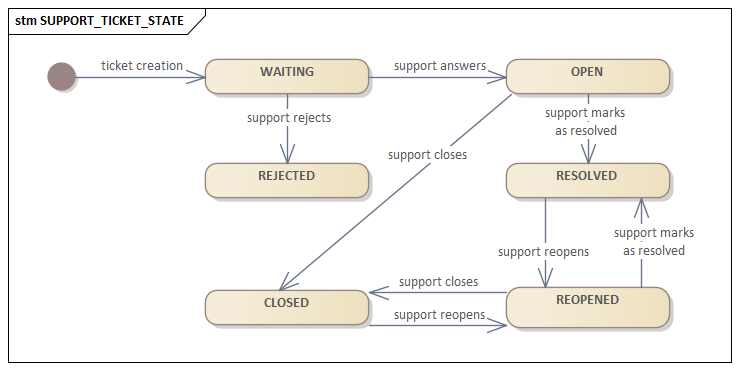 stm SUPPORT_TICKET_STATE
ticket creation
WAITING
support answers
OPEN
support rejects
support marks
as resolved
support closes
REJECTED
RESOLVED
support reopens
support marks
as resolved
support closes
CLOSED
REOPENED
support reopens